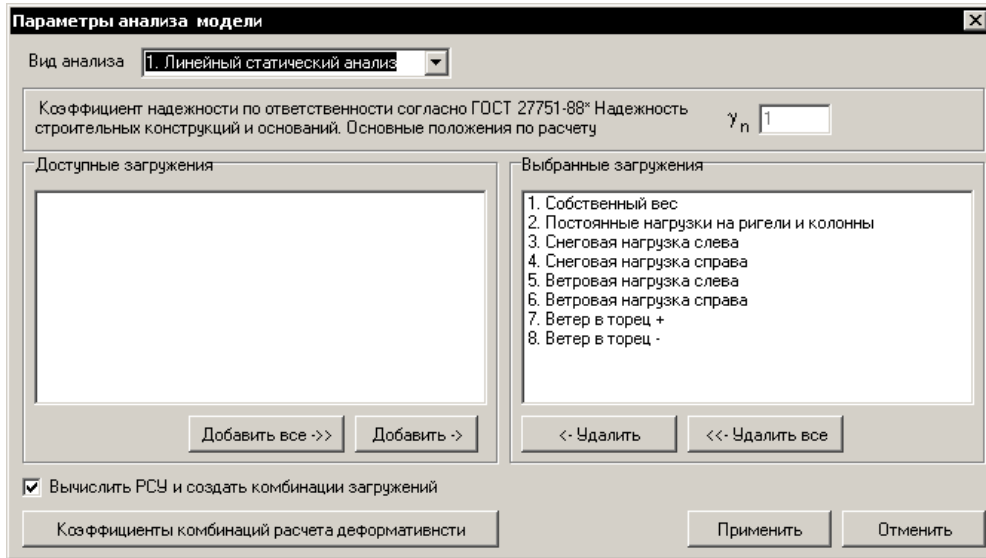 Параметры анализа модели
Вид анализа 1. Линейный статический анализ
Коэффициент надежности по ответственности согласно ГОСТ 27751-88* Надежность
строительных конструкций и оснований. Основные положения по расчету
γn 1
Доступные загружения
Выбранные загружения
1. Собственный вес
2. Постоянные нагрузки на ригели и колонны
3. Снеговая нагрузка слева
4. Снеговая нагрузка справа
5. Ветровая нагрузка слева
6. Ветровая нагрузка справа
7. Ветер в торец +
8. Ветер в торец -
Добавить все ->> Добавить -> <- Удалить <<- Удалить все
Вычислить РСУ и создать комбинации загружений
Коэффициенты комбинаций расчета деформативнсти Применить Отменить